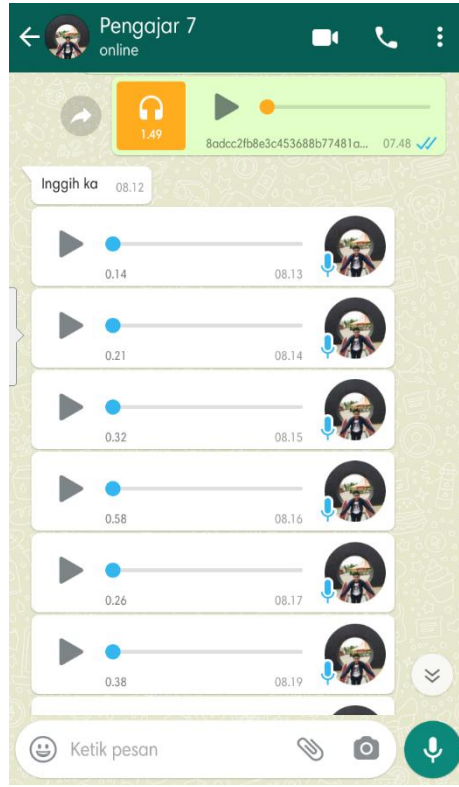 Pengajar 7
online
1.49
8adcc2fb8e3c453688b77481a... 07.48
Inggih ka 08.12
0.14 08.13
0.21 08.14
0.32 08.15
0.58 08.16
0.26 08.17
0.38 08.19
Ketik pesan